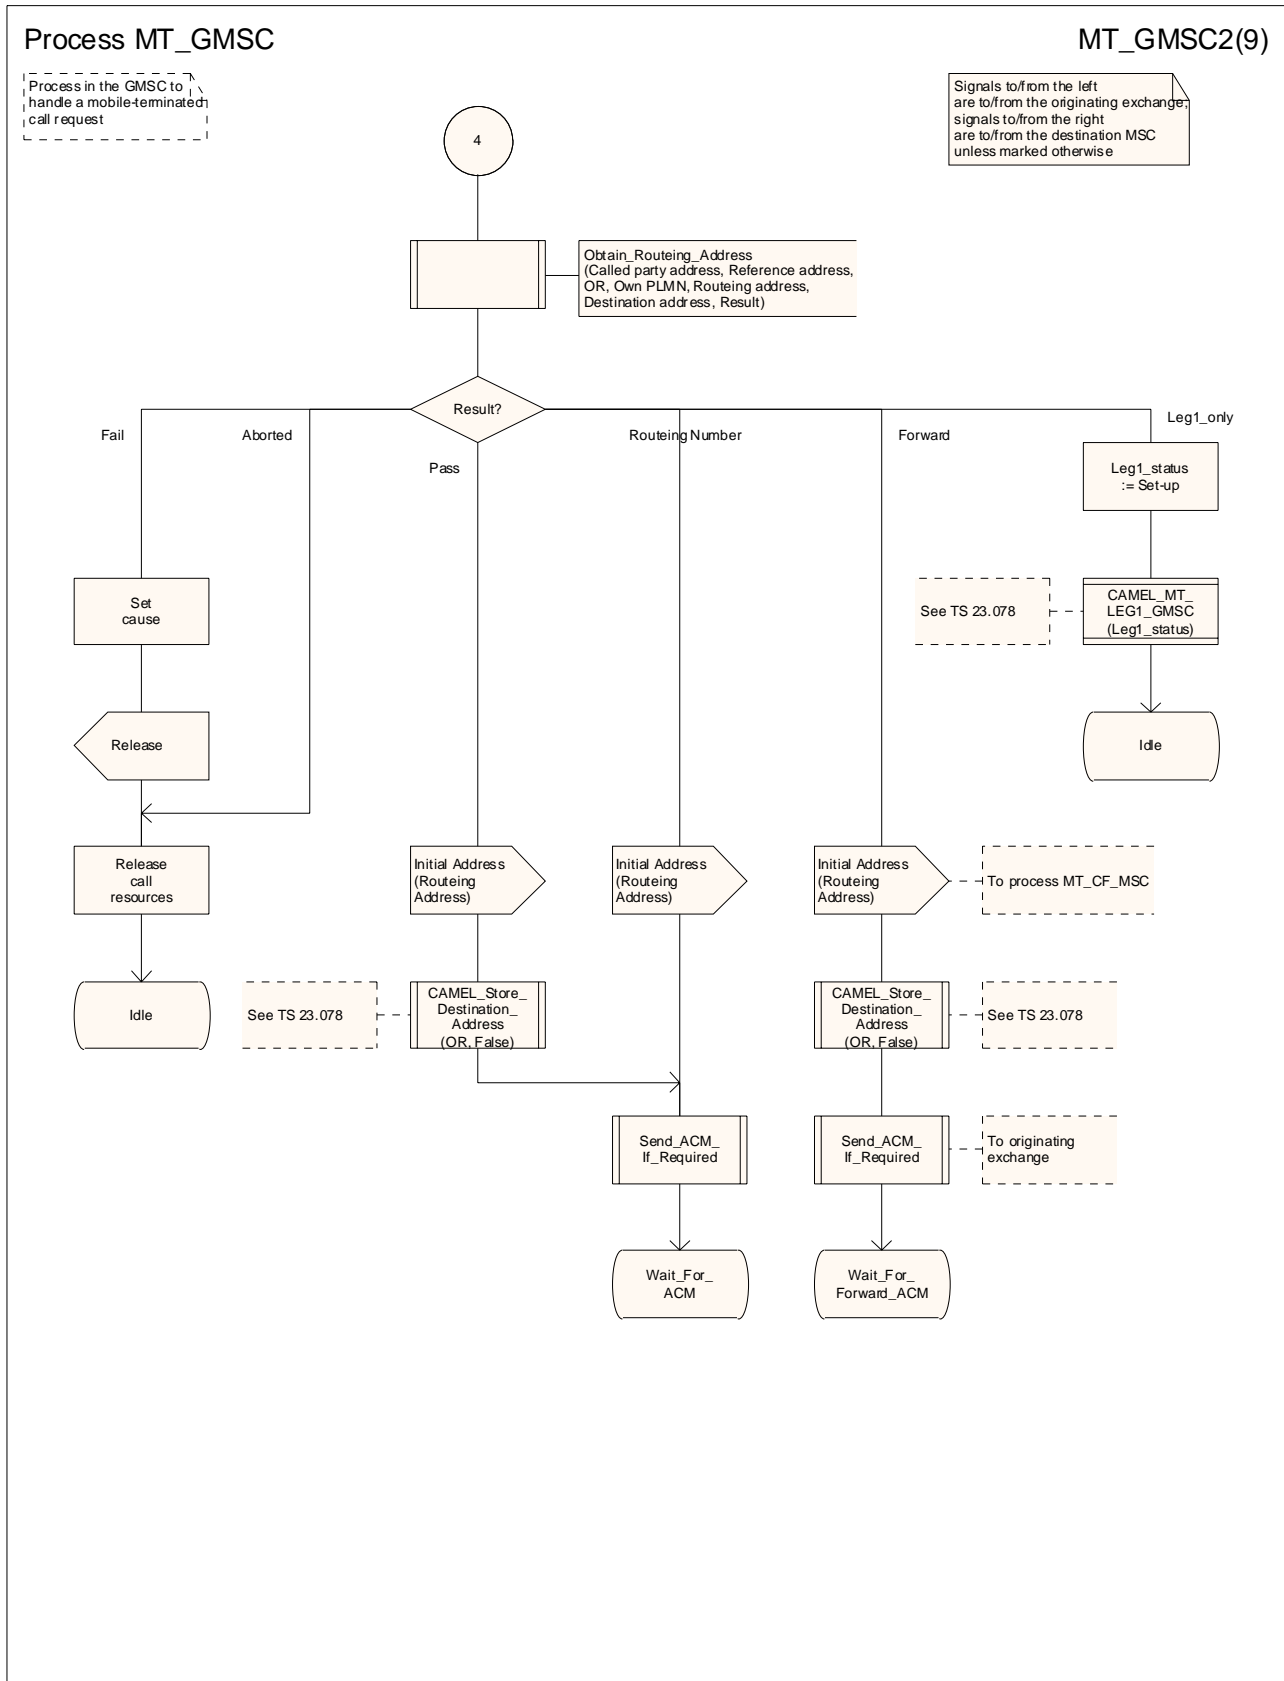 Process MT_GMSC
MT_GMSC2(9)
Process in the GMSC to
handle a mobile-terminated
call request
Signals to/from the left
are to/from the originating exchange;
signals to/from the right
are to/from the destination MSC
unless marked otherwise
4
Obtain_Routeing_Address
(Called party address, Reference address,
OR, Own PLMN, Routeing address,
Destination address, Result)
Result?
Fail
Aborted
Pass
Routeing Number
Forward
Leg1_only
Leg1_status
:= Set-up
Set
cause
See TS 23.078
CAMEL_MT_
LEG1_GMSC
(Leg1_status)
Release
Idle
Release
call
resources
Initial Address
(Routeing
Address)
Initial Address
(Routeing
Address)
Initial Address
(Routeing
Address)
To process MT_CF_MSC
Idle
See TS 23.078
CAMEL_Store_
Destination_
Address
(OR, False)
CAMEL_Store_
Destination_
Address
(OR, False)
See TS 23.078
Send_ACM_
If_Required
Send_ACM_
If_Required
To originating
exchange
Wait_For_
ACM
Wait_For_
Forward_ACM